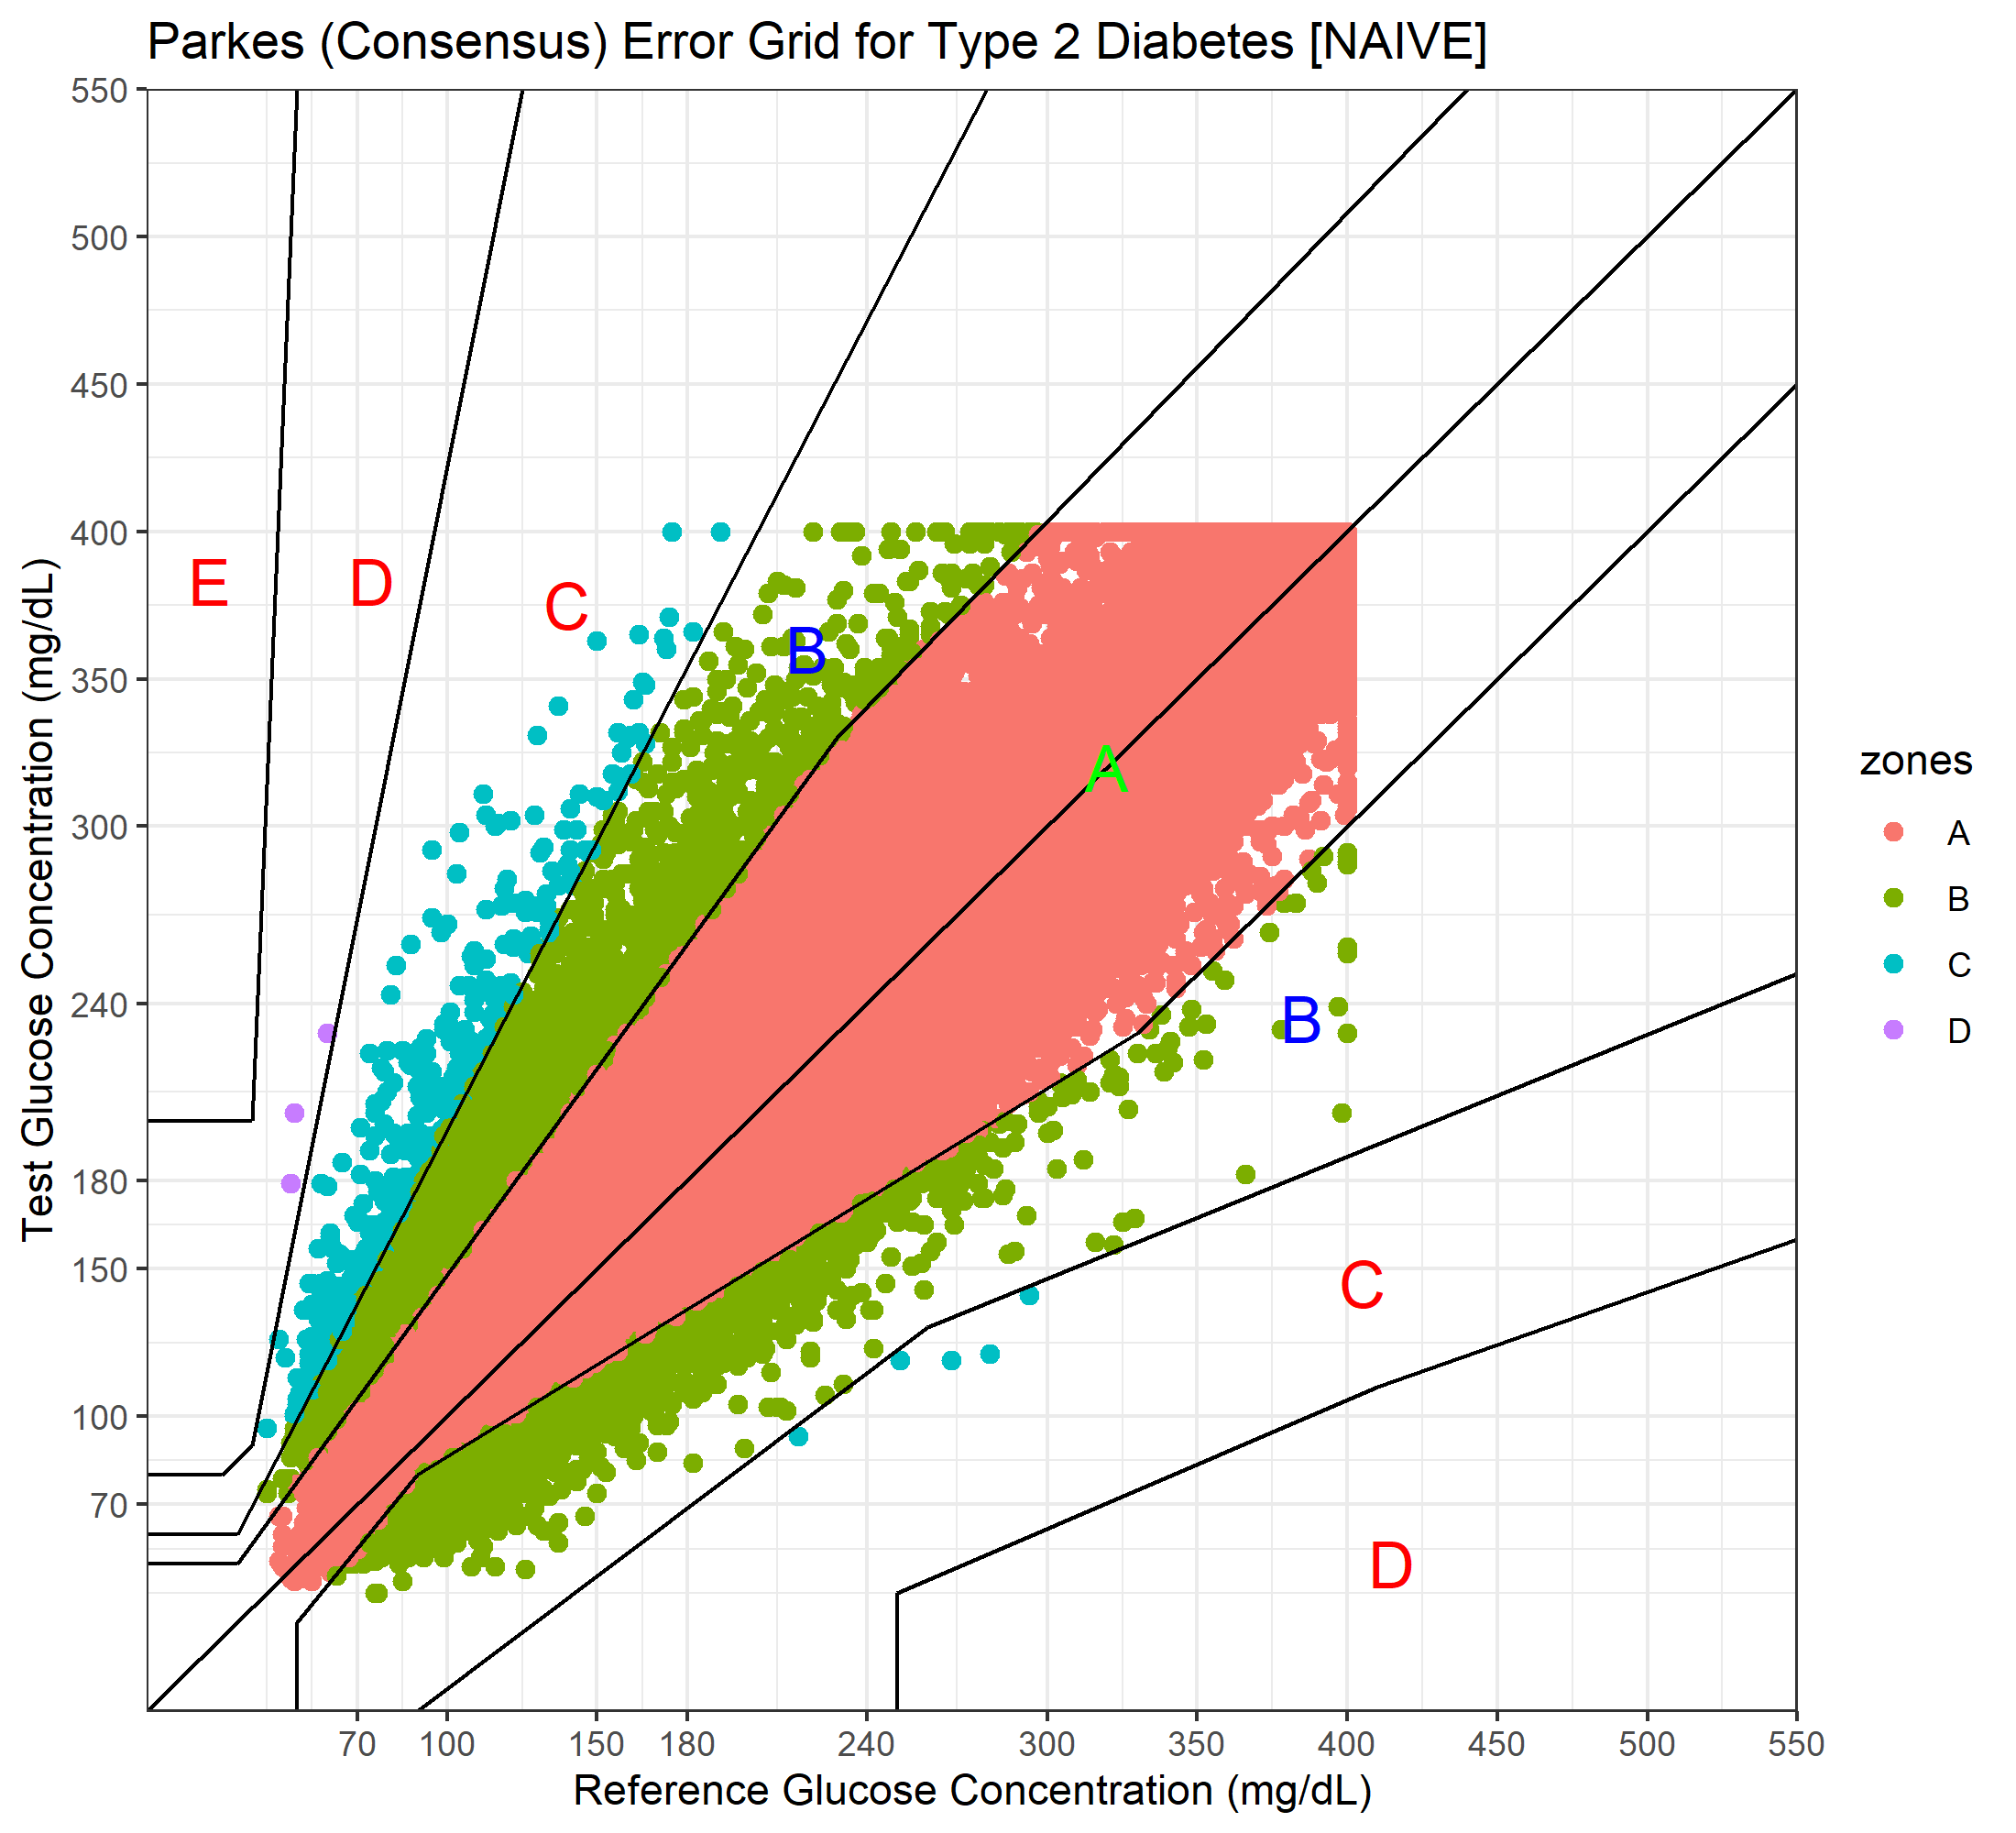 Parkes (Consensus) Error Grid for Type 2 Diabetes [NAIVE]
Test Glucose Concentration (mg/dL)
550
500
450
400
350
300
240
180
150
100
70
E
D
C
B
A
B
C
D
zones
A
B
C
D
70 100 150 180 240 300 350 400 450 500 550
Reference Glucose Concentration (mg/dL)